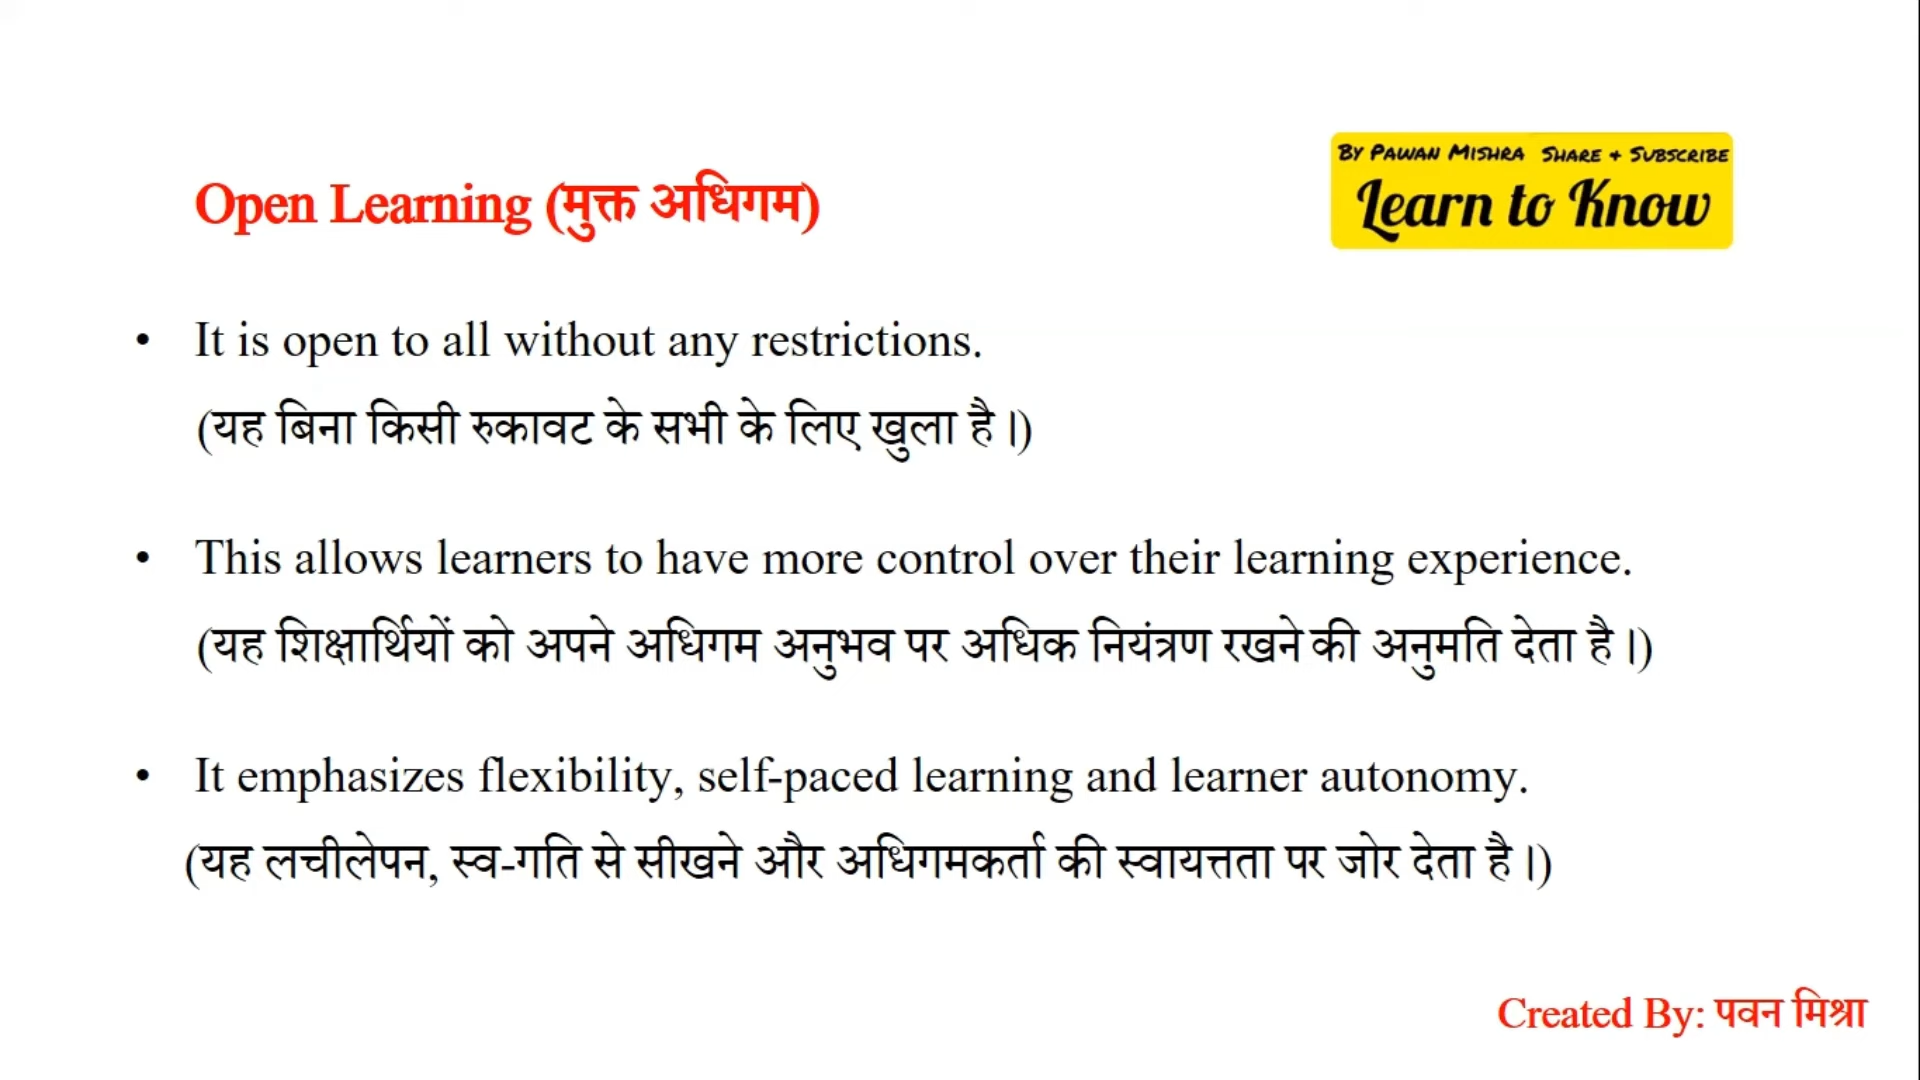 By Pawan Mishra Share + Subscribe
Learn to Know
Open Learning (मुक्त अधिगम)
• It is open to all without any restrictions.
(यह बिना किसी रुकावट के सभी के लिए खुला है।)
• This allows learners to have more control over their learning experience.
(यह शिक्षार्थियों को अपने अधिगम अनुभव पर अधिक नियंत्रण रखने की अनुमति देता है।)
• It emphasizes flexibility, self-paced learning and learner autonomy.
(यह लचीलेपन, स्व-गति से सीखने और अधिगमकर्ता की स्वायत्तता पर जोर देता है।)
Created By: पवन मिश्रा